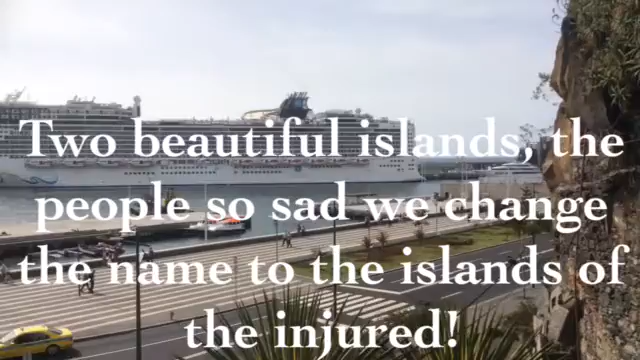 Two beautiful islands, the
people so sad we change
the name to the islands of
the injured!